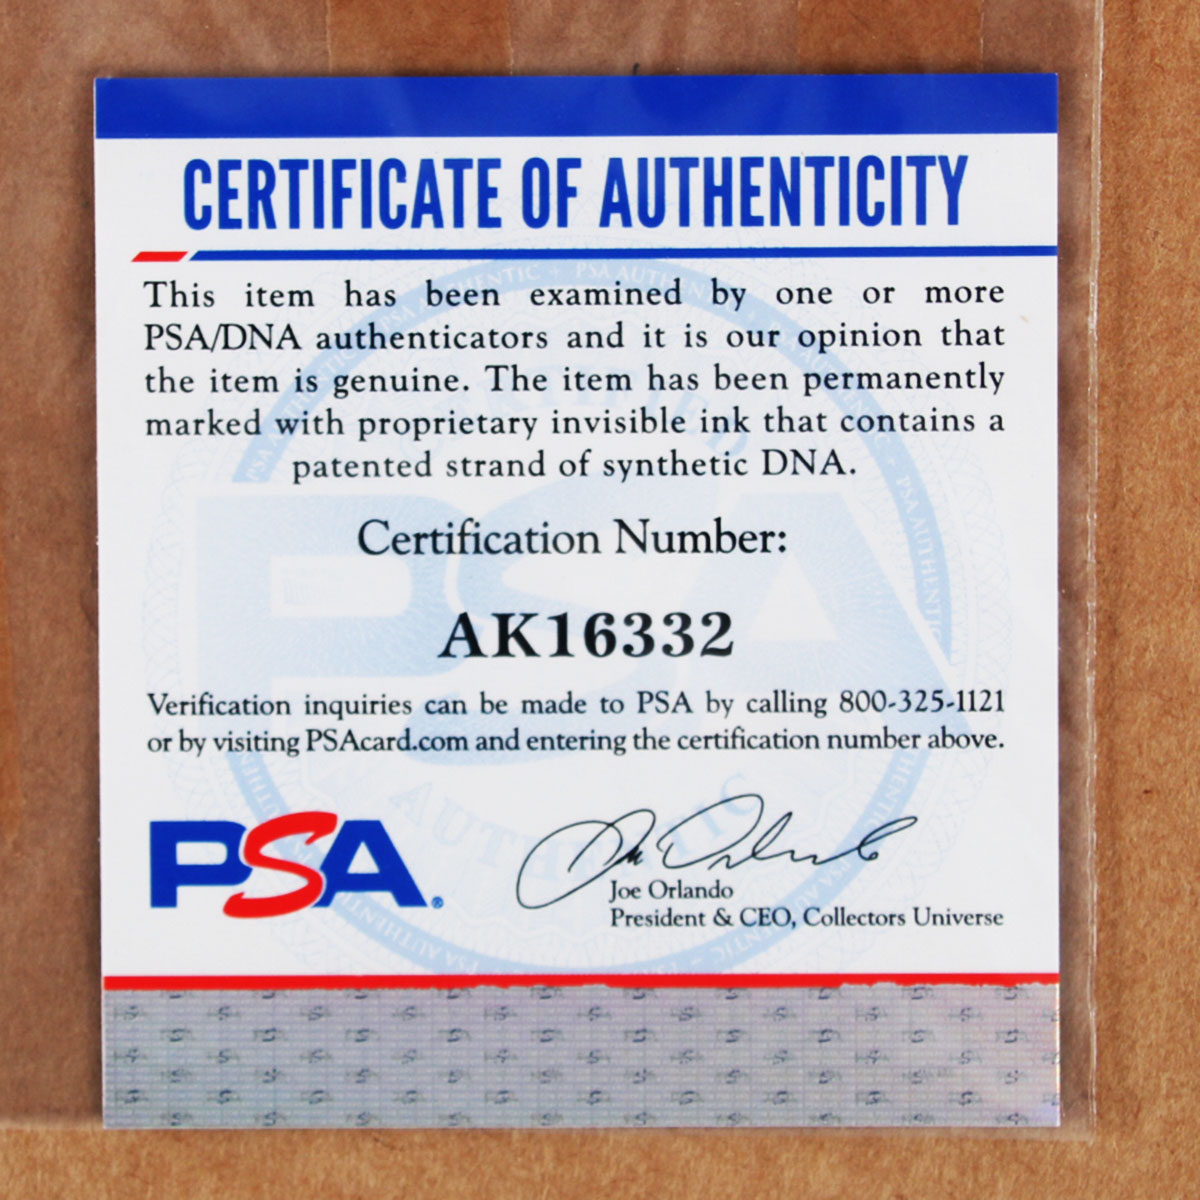 CERTIFICATE OF AUTHENTICITY
This item has been examined by one or more
PSA/DNA authenticators and it is our opinion that
the item is genuine. The item has been permanently
marked with proprietary invisible ink that contains a
patented strand of synthetic DNA.
Certification Number:
AK16332
Verification inquiries can be made to PSA by calling 800-325-1121
or by visiting PSAcard.com and entering the certification number above.
PSA®
Joe Orlando
President & CEO, Collectors Universe